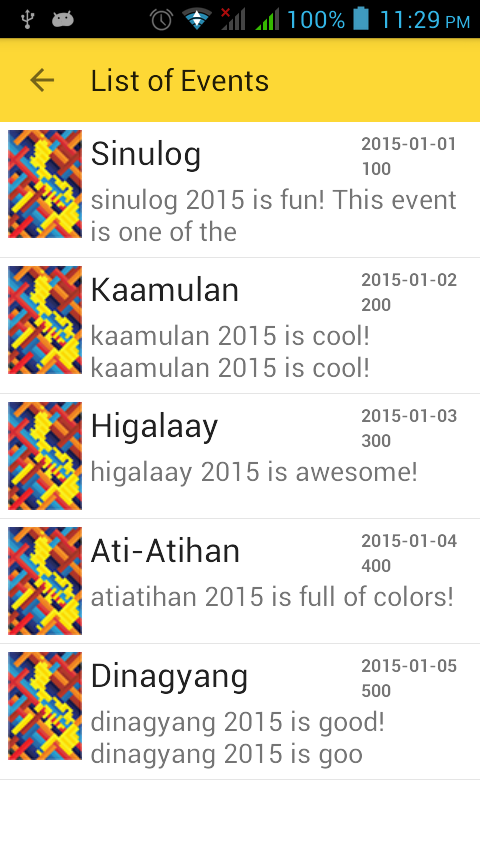 100% 11:29 PM
List of Events
Sinulog
2015-01-01
100
sinulog 2015 is fun! This event
is one of the
Kaamulan
2015-01-02
200
kaamulan 2015 is cool!
kaamulan 2015 is cool!
Higalaay
2015-01-03
300
higalaay 2015 is awesome!
Ati-Atihan
2015-01-04
400
atiatihan 2015 is full of colors!
Dinagyang
2015-01-05
500
dinagyang 2015 is good!
dinagyang 2015 is goo